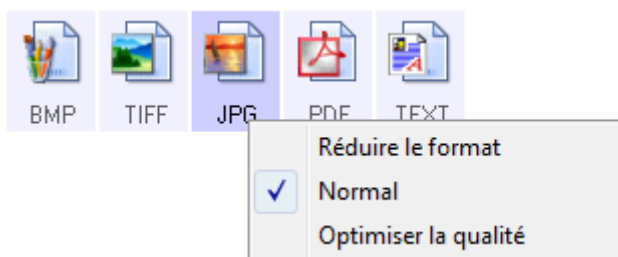 BMP TIFF JPG PDF TEXT
Réduire le format
Normal
Optimiser la qualité